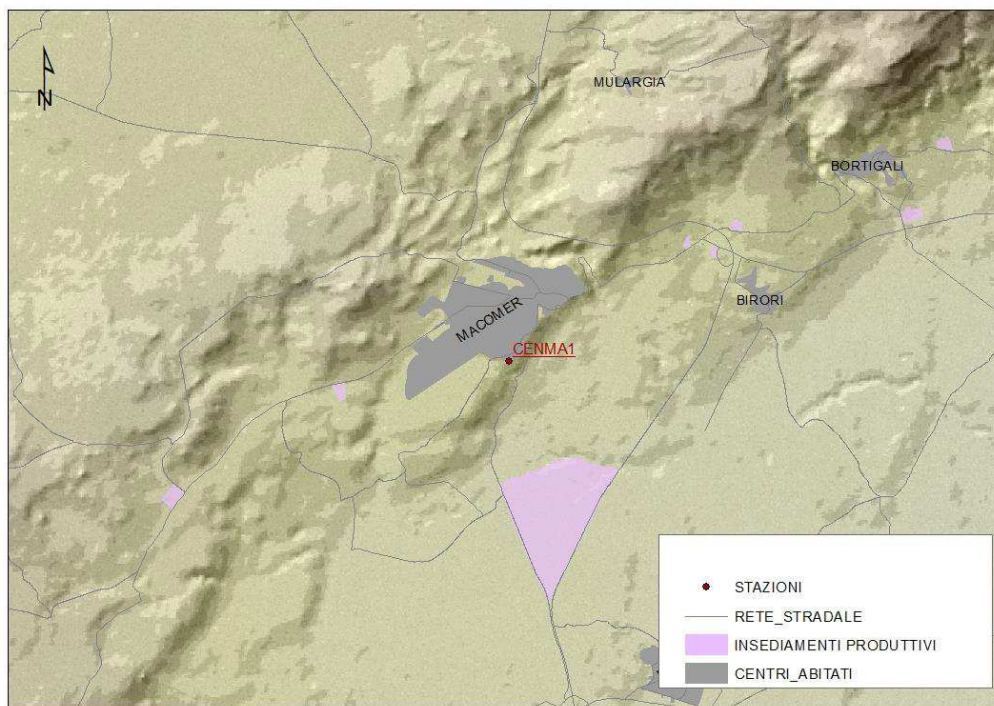 N
MULARGIA
BORTIGALI
BIRORI
MACOMER
CENMA1
STAZIONI
RETE_STRADALE
INSEDIAMENTI PRODUTTIVI
CENTRI_ABITATI